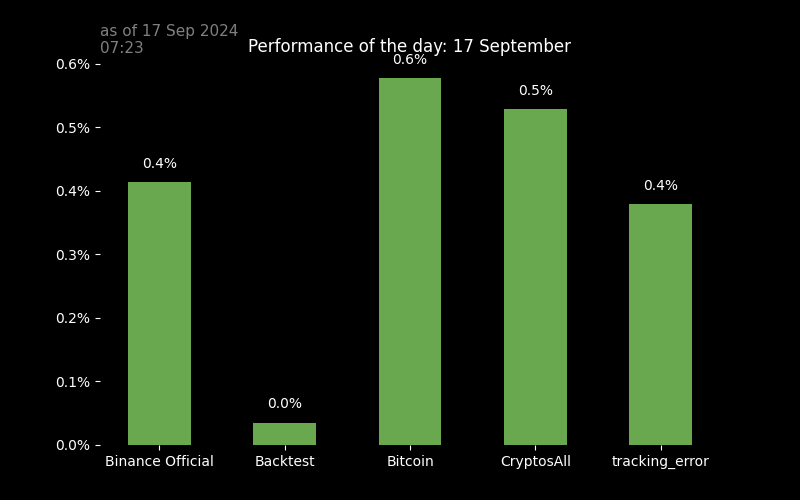 as of 17 Sep 2024
07:23
Performance of the day: 17 September
0.6%
0.5%
0.4%
0.3%
0.2%
0.1%
0.0%
0.4%
0.0%
0.6%
0.5%
0.4%
Binance Official
Backtest
Bitcoin
CryptosAll
tracking_error